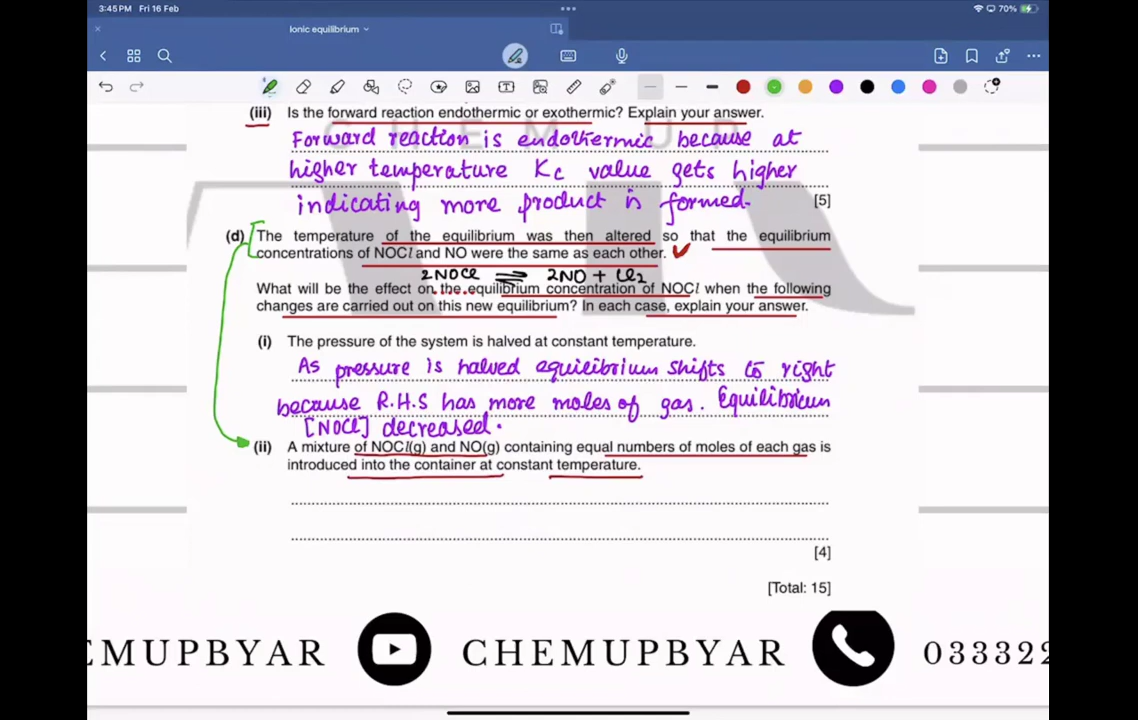 3:45 PM Fri 16 Feb
70%
Ionic equilibrium
CHEM UP
(iii) Is the forward reaction endothermic or exothermic? Explain your answer.
Forward reaction is endothermic because at
higher temperature Kc value gets higher
indicating more product is formed.
[5]
(d) The temperature of the equilibrium was then altered so that the equilibrium
concentrations of NOCl and NO were the same as each other.
2NOCl ⇌ 2NO + Cl2
What will be the effect on the equilibrium concentration of NOCl when the following
changes are carried out on this new equilibrium? In each case, explain your answer.
(i) The pressure of the system is halved at constant temperature.
As pressure is halved equilibrium shifts to right
because R.H.S has more moles of gas. Equilibrium
[NOCl] decreased.
(ii) A mixture of NOCl(g) and NO(g) containing equal numbers of moles of each gas is
introduced into the container at constant temperature.
[4]
[Total: 15]
EMUPBYAR CHEMUPBYAR 033322